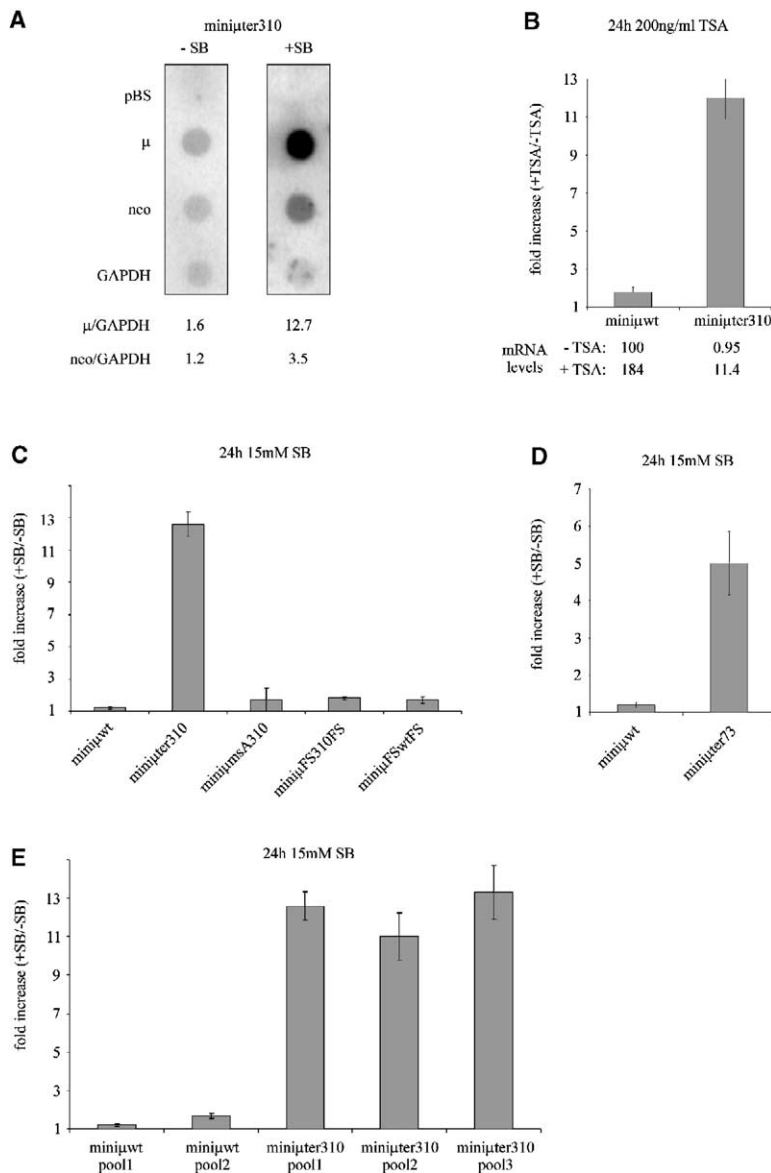 A
miniμter310
- SB +SB
pBS
μ
neo
GAPDH
μ/GAPDH 1.6 12.7
neo/GAPDH 1.2 3.5
B
24h 200ng/ml TSA
fold increase (+TSA/-TSA)
13
11
9
7
5
3
1
miniμwt miniμter310
mRNA levels
- TSA: 100 0.95
+ TSA: 184 11.4
C
24h 15mM SB
fold increase (+SB/-SB)
13
11
9
7
5
3
1
miniμwt
miniμter310
miniμmsA310
miniμFS310FS
miniμFSwtFS
D
24h 15mM SB
fold increase (+SB/-SB)
7
6
5
4
3
2
1
miniμwt
miniμter73
E
24h 15mM SB
fold increase (+SB/-SB)
13
11
9
7
5
3
1
miniμwt miniμwt miniμter310 miniμter310 miniμter310
pool1 pool2 pool1 pool2 pool3